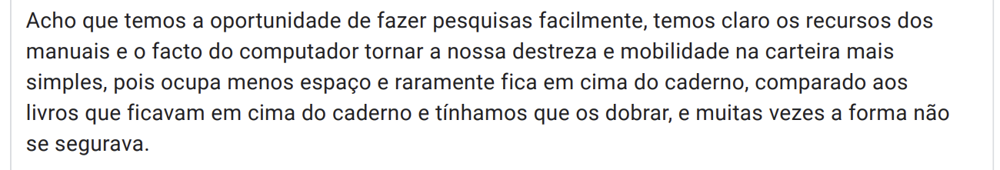 Acho que temos a oportunidade de fazer pesquisas facilmente, temos claro os recursos dos
manuais e o facto do computador tornar a nossa destreza e mobilidade na carteira mais
simples, pois ocupa menos espaço e raramente fica em cima do caderno, comparado aos
livros que ficavam em cima do caderno e tínhamos que os dobrar, e muitas vezes a forma não
se segurava.